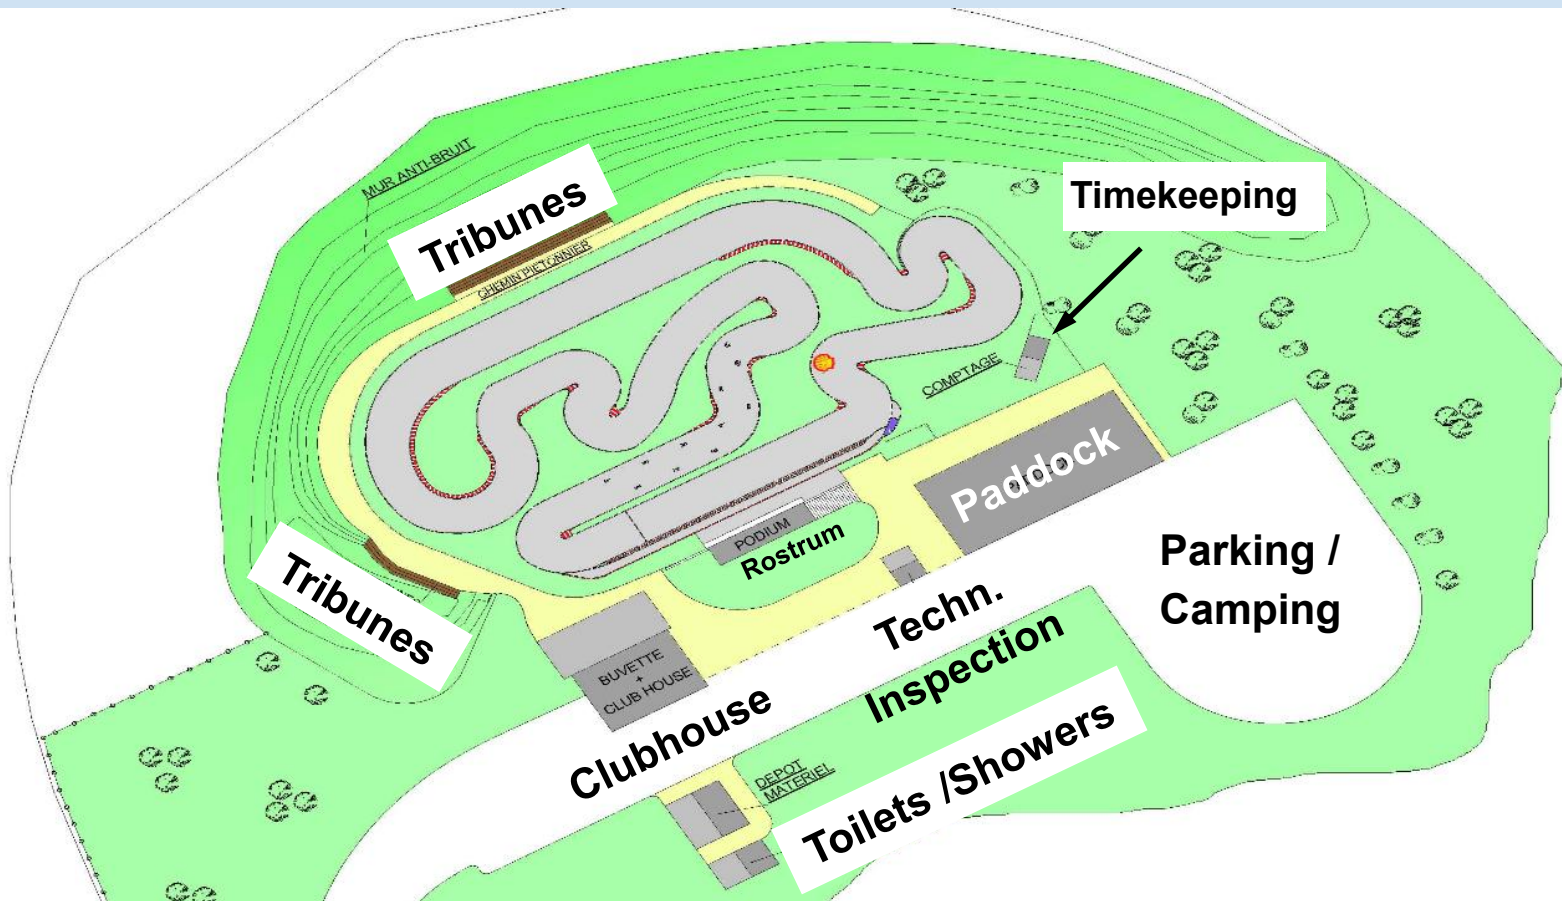 MUR ANTI-BRUIT
Tribunes
CHEMIN PIETONNIER
Timekeeping
COMPTAGE
Paddock
PODIUM
Rostrum
Parking /
Camping
Tribunes
Techn.
Inspection
BUVETTE
+
CLUB HOUSE
Clubhouse
DEPOT
MATERIEL
Toilets /Showers